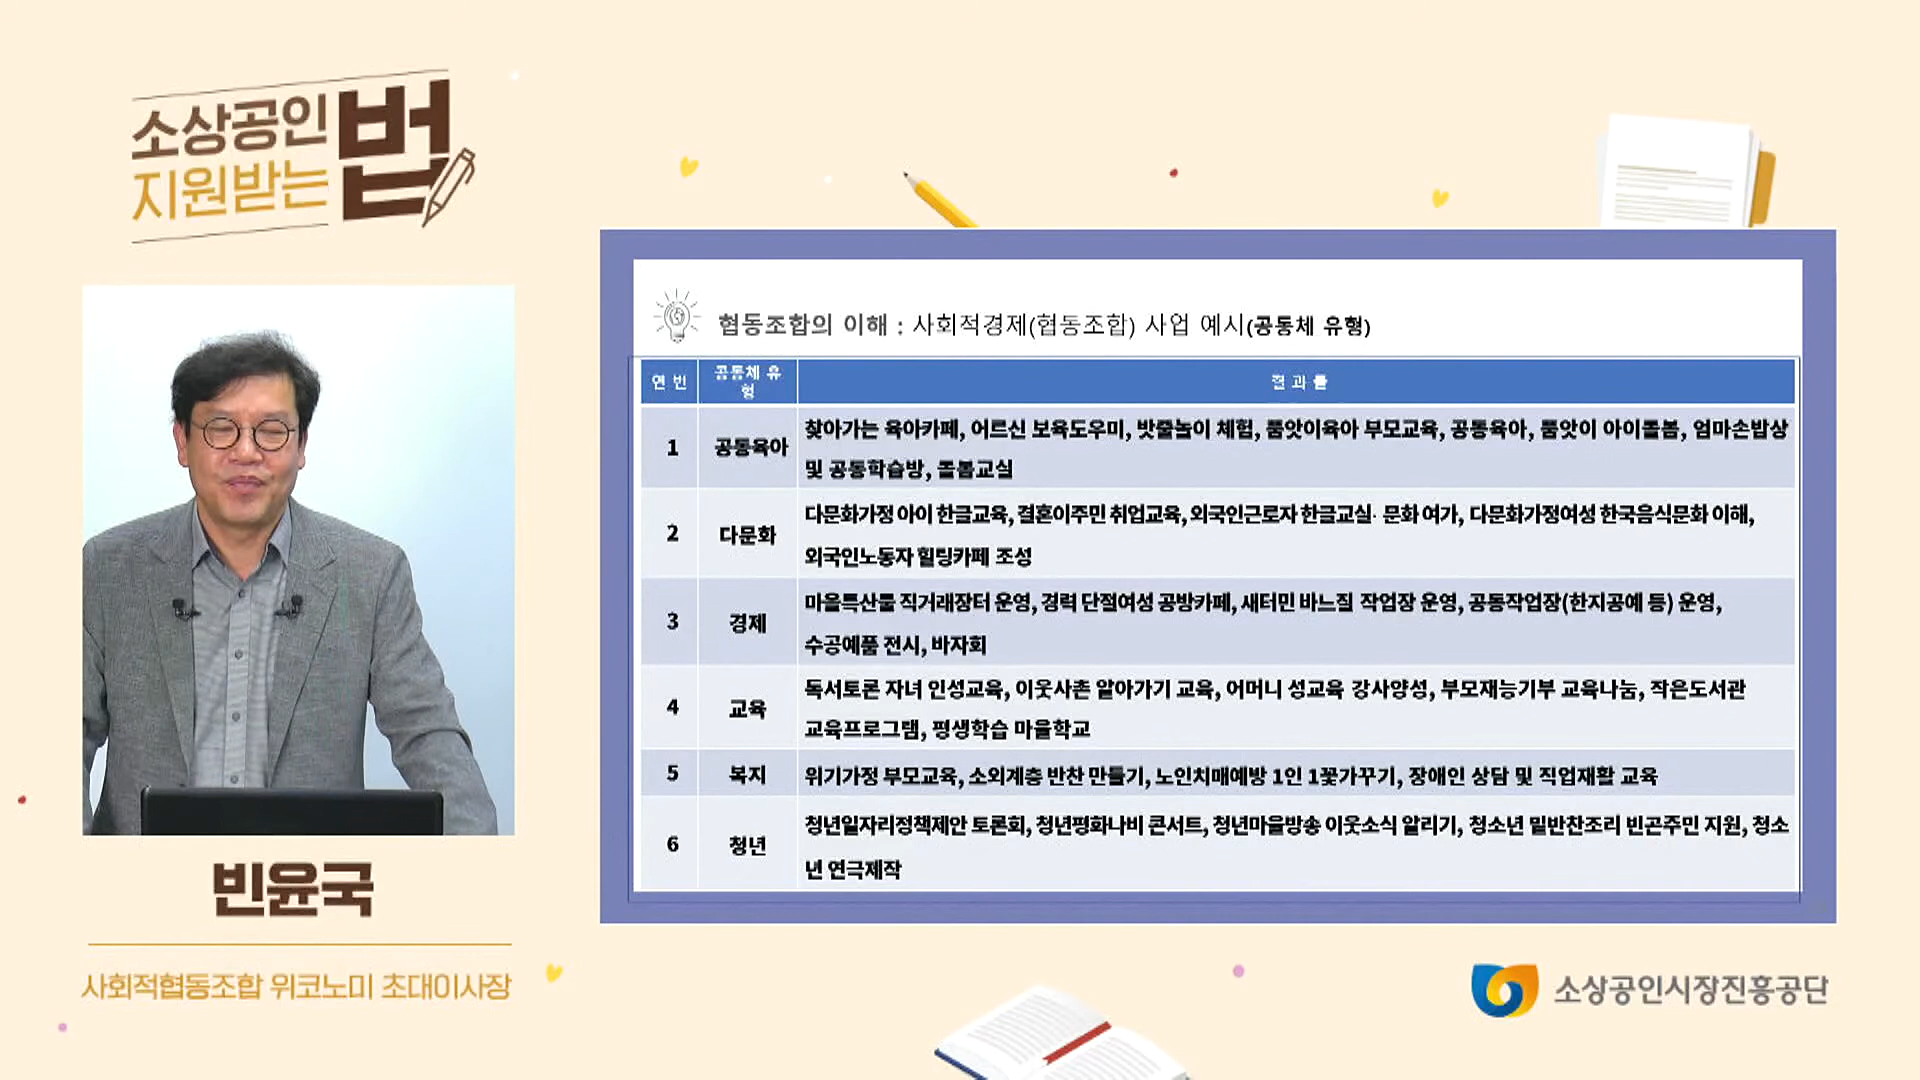 소상공인
지원받는
법
빈윤국
사회적협동조합 위코노미 초대이사장
협동조합의 이해 : 사회적경제(협동조합) 사업 예시(공동체 유형)
연 번
공동체 유
형
결 과 물
1
공동육아
찾아가는 육아카페, 어르신 보육도우미, 밧줄놀이 체험, 품앗이육아 부모교육, 공동육아, 품앗이 아이돌봄, 엄마손밥상
및 공동학습방, 돌봄교실
2
다문화
다문화가정 아이 한글교육, 결혼이주민 취업교육, 외국인근로자 한글교실· 문화 여가, 다문화가정여성 한국음식문화 이해,
외국인노동자 힐링카페 조성
3
경제
마을특산물 직거래장터 운영, 경력 단절여성 공방카페, 새터민 바느질 작업장 운영, 공동작업장(한지공예 등) 운영,
수공예품 전시, 바자회
4
교육
독서토론 자녀 인성교육, 이웃사촌 알아가기 교육, 어머니 성교육 강사양성, 부모재능기부 교육나눔, 작은도서관
교육프로그램, 평생학습 마을학교
5
복지
위기가정 부모교육, 소외계층 반찬 만들기, 노인치매예방 1인 1꽃가꾸기, 장애인 상담 및 직업재활 교육
6
청년
청년일자리정책제안 토론회, 청년평화나비 콘서트, 청년마을방송 이웃소식 알리기, 청소년 밑반찬조리 빈곤주민 지원, 청소
년 연극제작
소상공인시장진흥공단